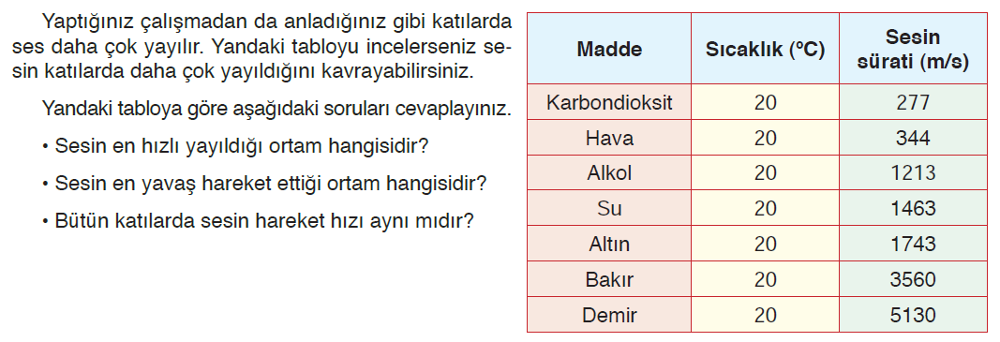 Yaptığınız çalışmadan da anladığınız gibi katılarda
ses daha çok yayılır. Yandaki tabloyu incelerseniz se-
sin katılarda daha çok yayıldığını kavrayabilirsiniz.
Yandaki tabloya göre aşağıdaki soruları cevaplayınız.
• Sesin en hızlı yayıldığı ortam hangisidir?
• Sesin en yavaş hareket ettiği ortam hangisidir?
• Bütün katılarda sesin hareket hızı aynı mıdır?
Madde Sıcaklık (ºC) Sesin
sürati (m/s)
Karbondioksit 20 277
Hava 20 344
Alkol 20 1213
Su 20 1463
Altın 20 1743
Bakır 20 3560
Demir 20 5130